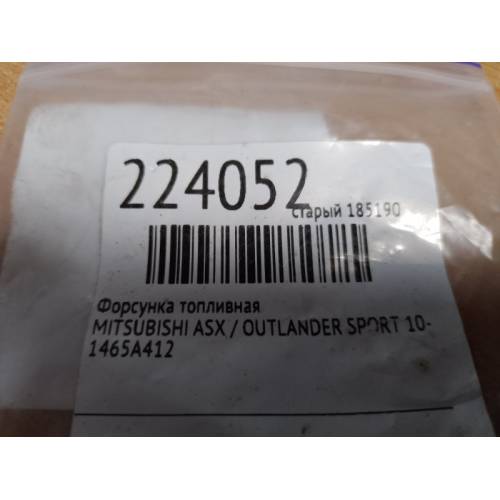 224052
старый 185190
Форсунка топливная
MITSUBISHI ASX / OUTLANDER SPORT 10-
1465A412